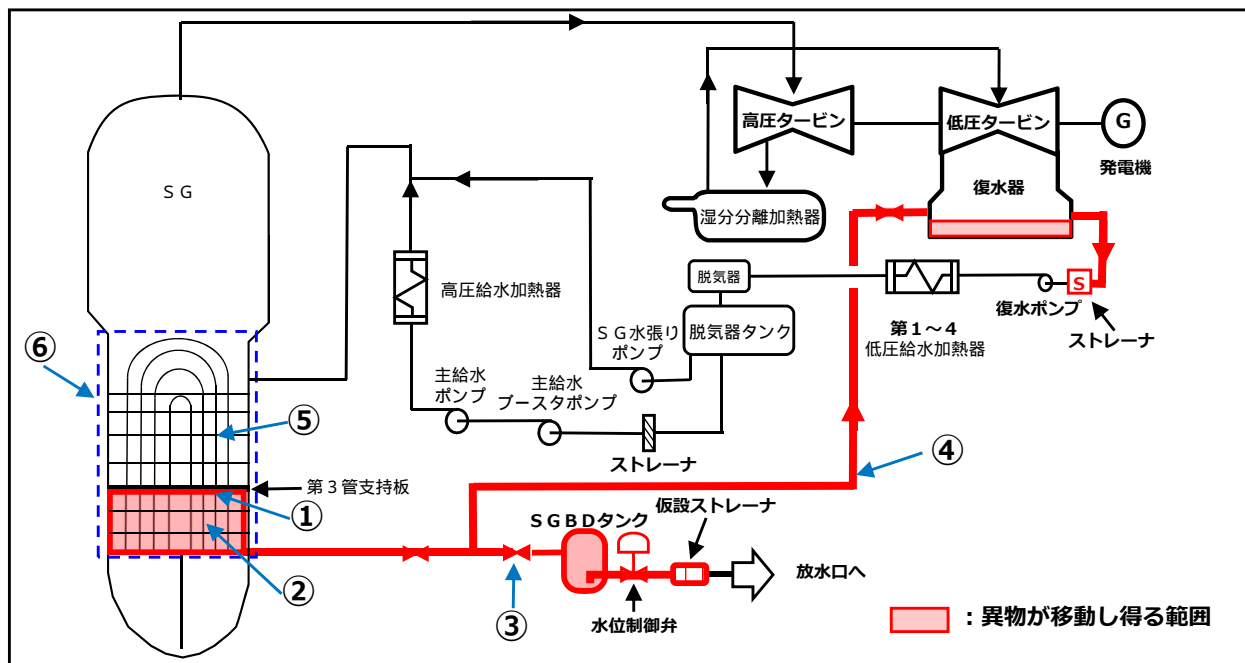 ＳＧ
高圧タービン
低圧タービン
G
発電機
復水器
湿分分離加熱器
高圧給水加熱器
脱気器
脱気器タンク
ＳＧ水張り
ポンプ
第１～４
低圧給水加熱器
復水ポンプ
S
ストレーナ
主給水
ポンプ
主給水
ブースタポンプ
ストレーナ
⑥
⑤
④
第３管支持板
①
②
③
ＳＧＢＤタンク
仮設ストレーナ
水位制御弁
放水口へ
：異物が移動し得る範囲